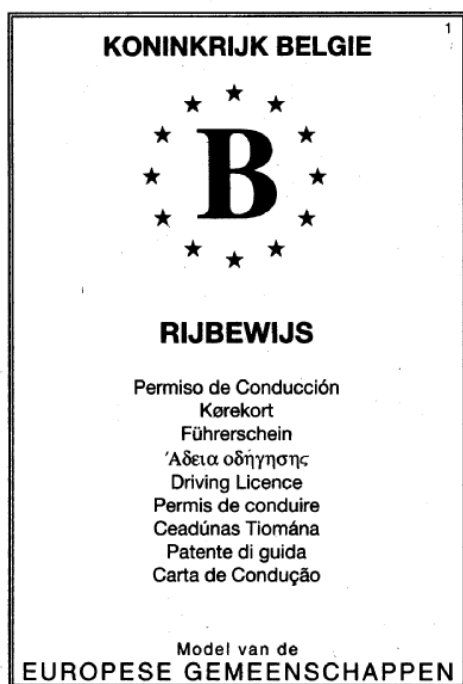 1
KONINKRIJK BELGIE
B
RIJBEWIJS
Permiso de Conducción
Kørekort
Führerschein
Άδεια οδήγησης
Driving Licence
Permis de conduire
Ceadúnas Tiomána
Patente di guida
Carta de Condução
Model van de
EUROPESE GEMEENSCHAPPEN